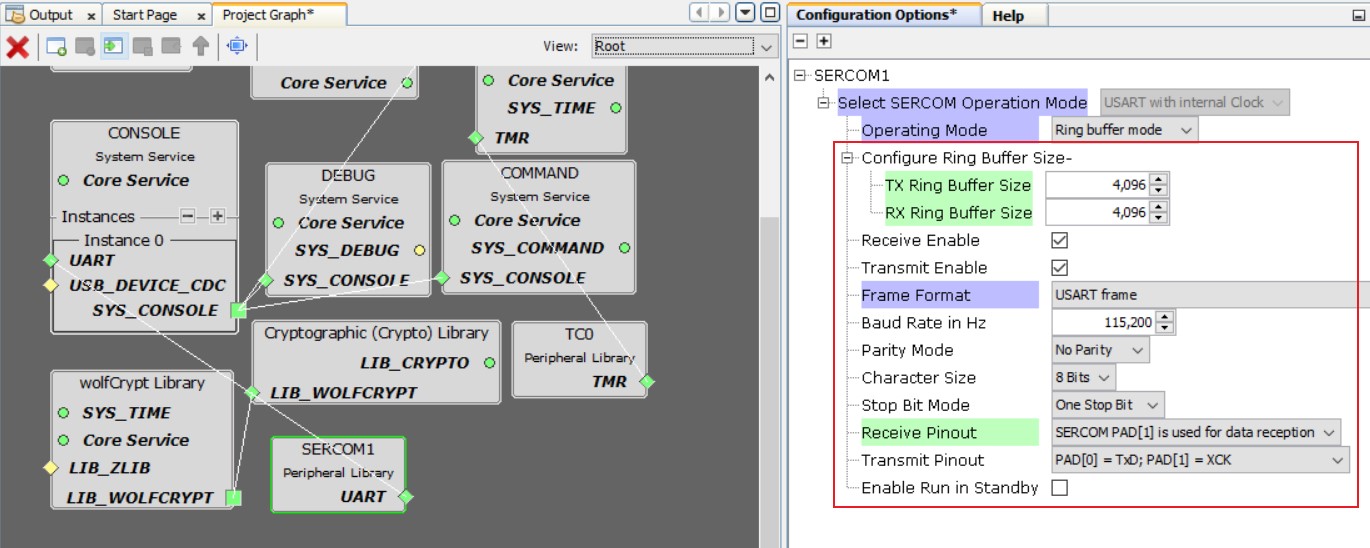 Output x
Start Page x
Project Graph* x
View: Root
Core Service
Core Service
SYS_TIME
TMR
CONSOLE
System Service
Core Service
Instances
Instance 0
UART
USB_DEVICE_CDC
SYS_CONSOLE
DEBUG
System Service
Core Service
SYS_DEBUG
SYS_CONSOLE
COMMAND
System Service
Core Service
SYS_COMMAND
SYS_CONSOLE
Cryptographic (Crypto) Library
LIB_CRYPTO
LIB_WOLFCRYPT
TC0
Peripheral Library
TMR
wolfCrypt Library
SYS_TIME
Core Service
LIB_ZLIB
LIB_WOLFCRYPT
SERCOM1
Peripheral Library
UART
Configuration Options*
Help
SERCOM1
Select SERCOM Operation Mode USART with internal Clock
Operating Mode Ring buffer mode
Configure Ring Buffer Size-
TX Ring Buffer Size 4,096
RX Ring Buffer Size 4,096
Receive Enable
Transmit Enable
Frame Format USART frame
Baud Rate in Hz 115,200
Parity Mode No Parity
Character Size 8 Bits
Stop Bit Mode One Stop Bit
Receive Pinout SERCOM PAD[1] is used for data reception
Transmit Pinout PAD[0] = TxD; PAD[1] = XCK
Enable Run in Standby